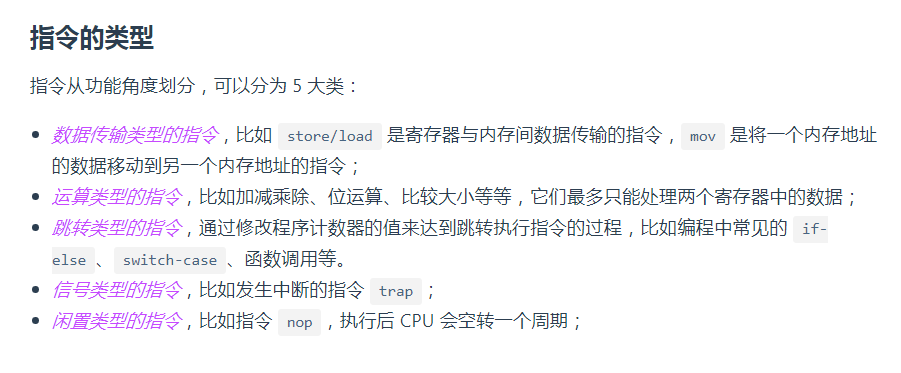 指令的类型
指令从功能角度划分，可以分为 5 大类：
数据传输类型的指令，比如 store/load 是寄存器与内存间数据传输的指令，mov 是将一个内存地址
的数据移动到另一个内存地址的指令；
运算类型的指令，比如加减乘除、位运算、比较大小等等，它们最多只能处理两个寄存器中的数据；
跳转类型的指令，通过修改程序计数器的值来达到跳转执行指令的过程，比如编程中常见的 if-
else、switch-case、函数调用等。
信号类型的指令，比如发生中断的指令 trap；
闲置类型的指令，比如指令 nop，执行后 CPU 会空转一个周期；